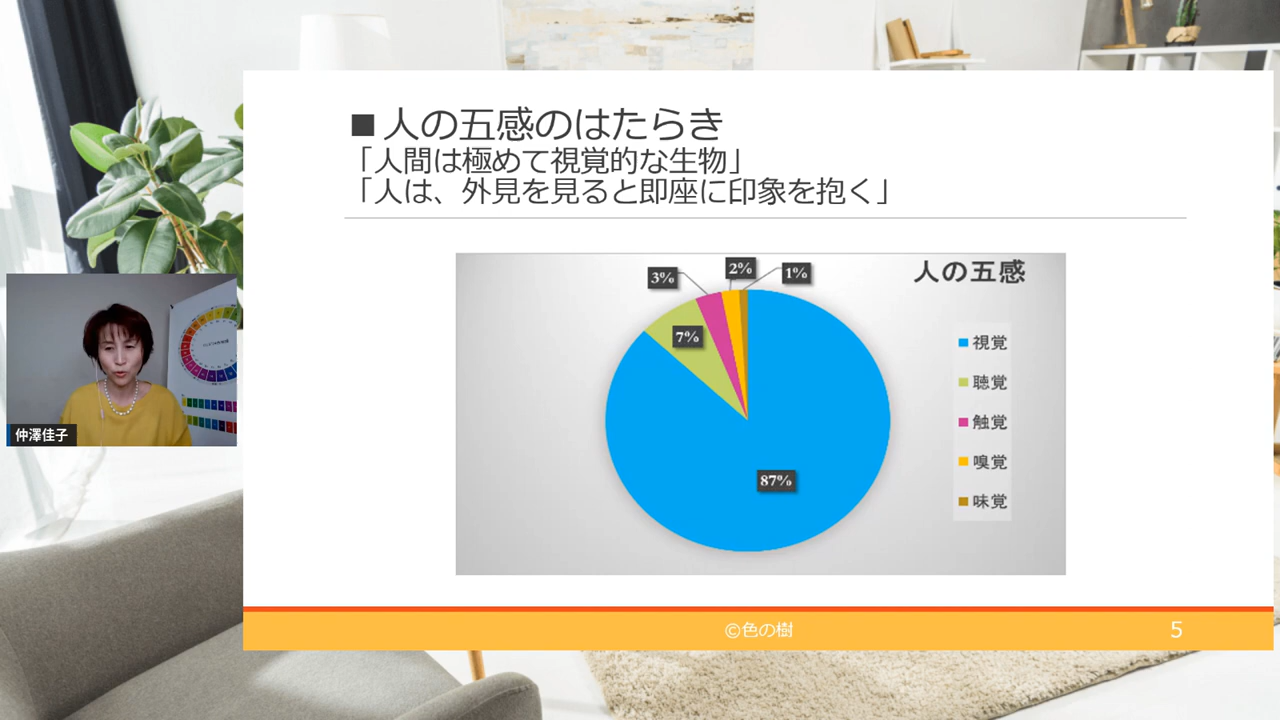 ■人の五感のはたらき
「人間は極めて視覚的な生物」
「人は、外見を見ると即座に印象を抱く」
人の五感
3%
2%
1%
7%
87%
視覚
聴覚
触覚
嗅覚
味覚
仲澤佳子
©色の樹
5